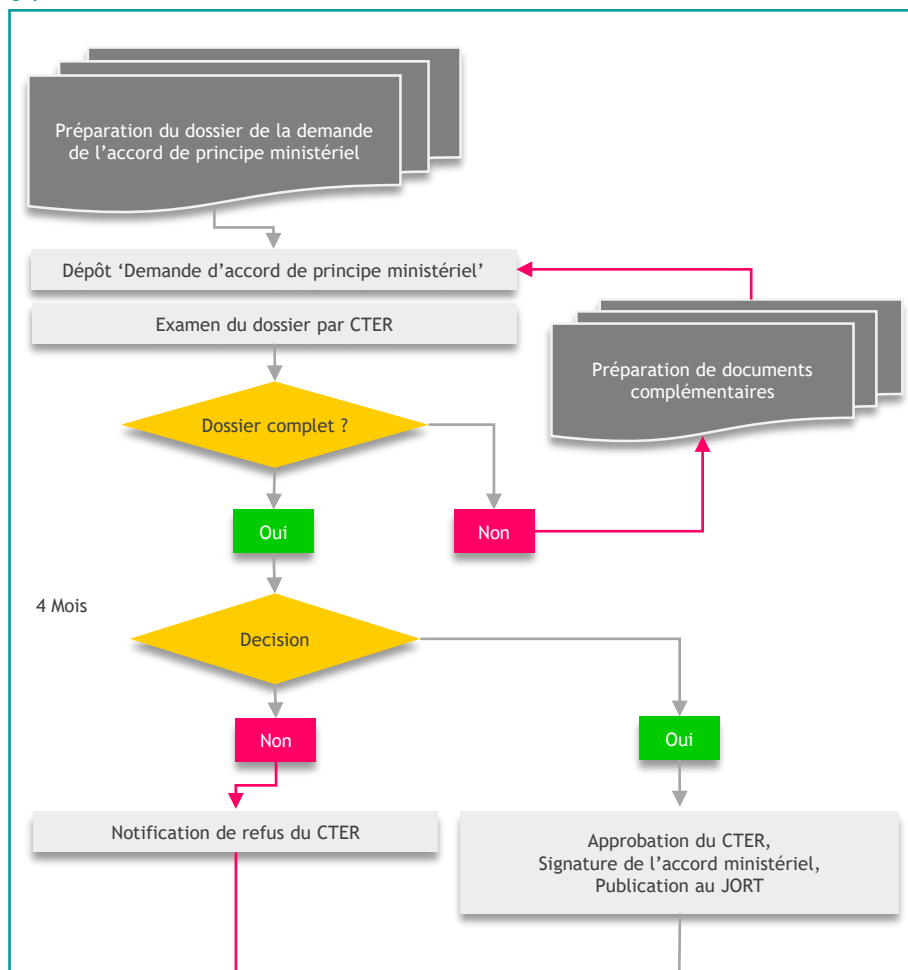 Préparation du dossier de la demande
de l’accord de principe ministériel
Dépôt ‘Demande d’accord de principe ministériel’
Examen du dossier par CTER
Préparation de documents
complémentaires
Dossier complet ?
Oui
Non
4 Mois
Decision
Non
Oui
Notification de refus du CTER
Approbation du CTER,
Signature de l’accord ministériel,
Publication au JORT